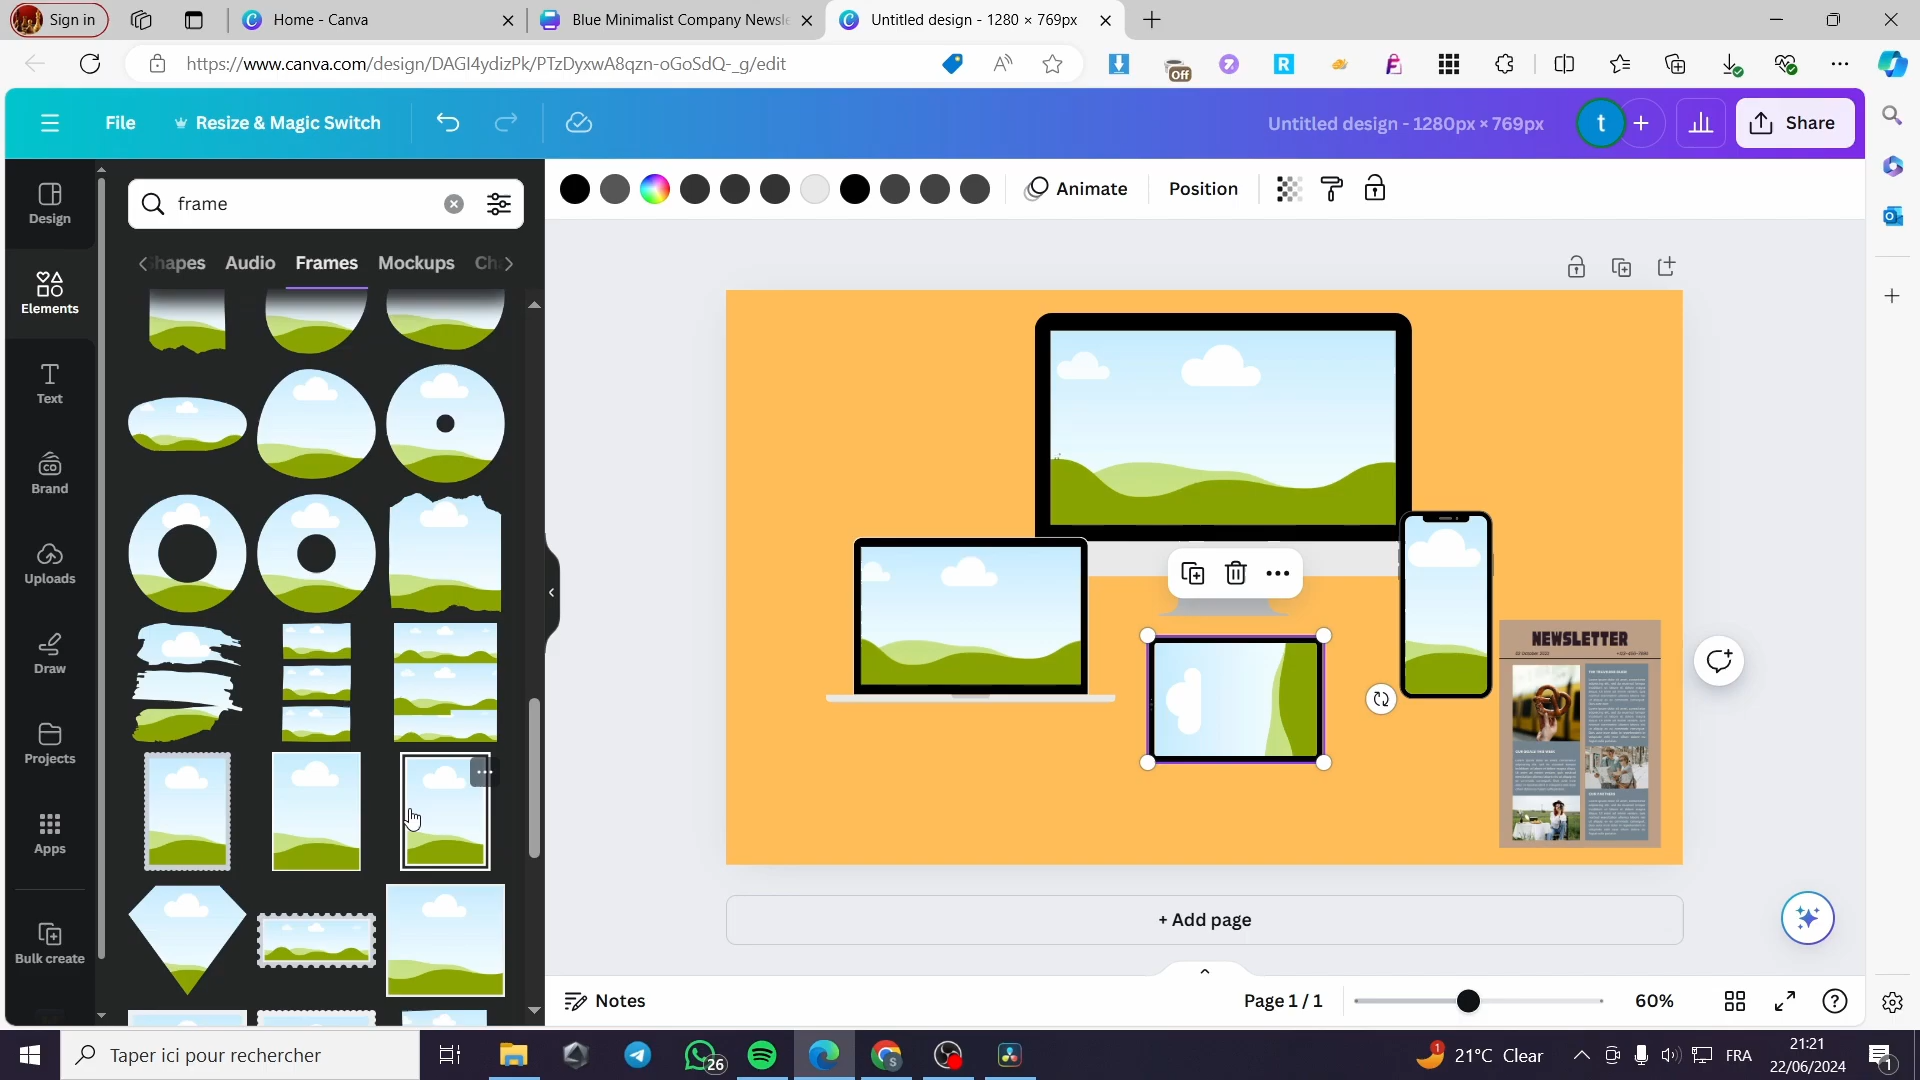 Sign in
Home - Canva
Blue Minimalist Company Newsle
Untitled design - 1280 × 769px
https://www.canva.com/design/DAGI4ydizPk/PTzDyxwA8qzn-oGoSdQ-_g/edit
Off
File
Resize & Magic Switch
Untitled design - 1280px × 769px
t
Share
Design
Elements
Text
Brand
Uploads
Draw
Projects
Apps
Bulk create
frame
hapes
Audio
Frames
Mockups
Ch
Animate
Position
NEWSLETTER
+ Add page
Notes
Page 1 / 1
60%
Taper ici pour rechercher
26
1
21°C Clear
FRA
21:21
22/06/2024
1